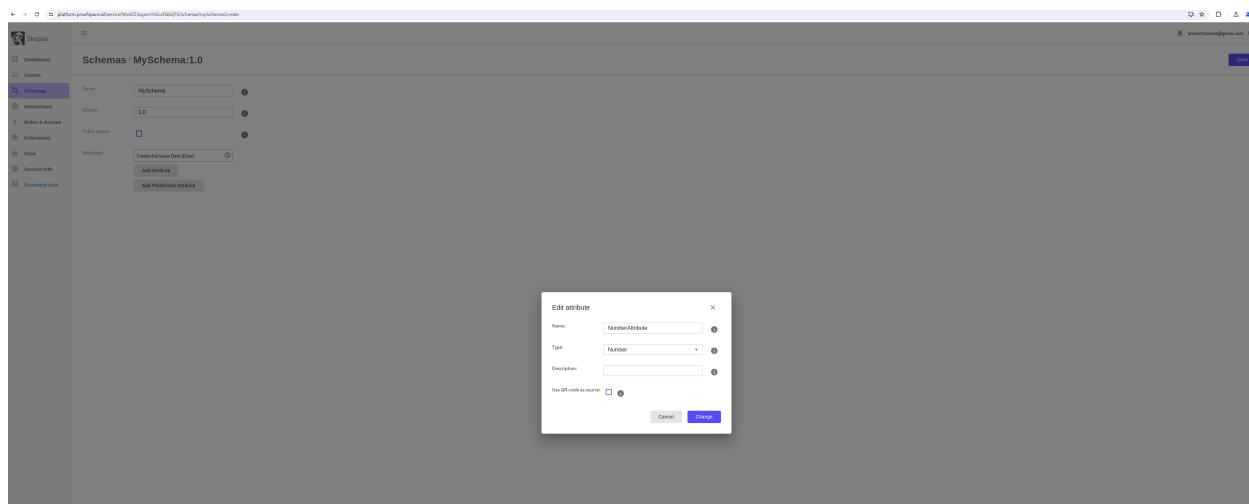 Skepsis
Dashboard
Clients
Schemas
Interactions
Roles & Access
Extensions
Keys
Service Info
Knowledge base
Schemas / MySchema:1.0
Done
Name
MySchema
Version
1.0
Public access
Attributes
Credential Issue Date (Date)
Add Attribute
Add Predefined Attribute
Edit attribute
Name:
NumberAttribute
Type:
Number
Description:
Use QR-code as source:
Cancel
Change